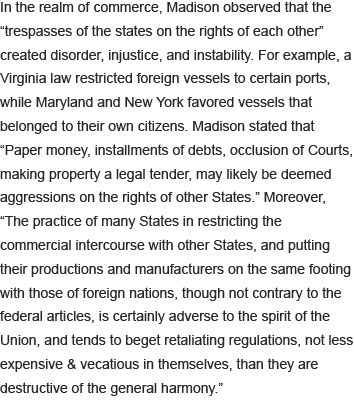 In the realm of commerce, Madison observed that the
“trespasses of the states on the rights of each other”
created disorder, injustice, and instability. For example, a
Virginia law restricted foreign vessels to certain ports,
while Maryland and New York favored vessels that
belonged to their own citizens. Madison stated that
“Paper money, installments of debts, occlusion of Courts,
making property a legal tender, may likely be deemed
aggressions on the rights of other States.” Moreover,
“The practice of many States in restricting the
commercial intercourse with other States, and putting
their productions and manufacturers on the same footing
with those of foreign nations, though not contrary to the
federal articles, is certainly adverse to the spirit of the
Union, and tends to beget retaliating regulations, not less
expensive & vecatious in themselves, than they are
destructive of the general harmony.”